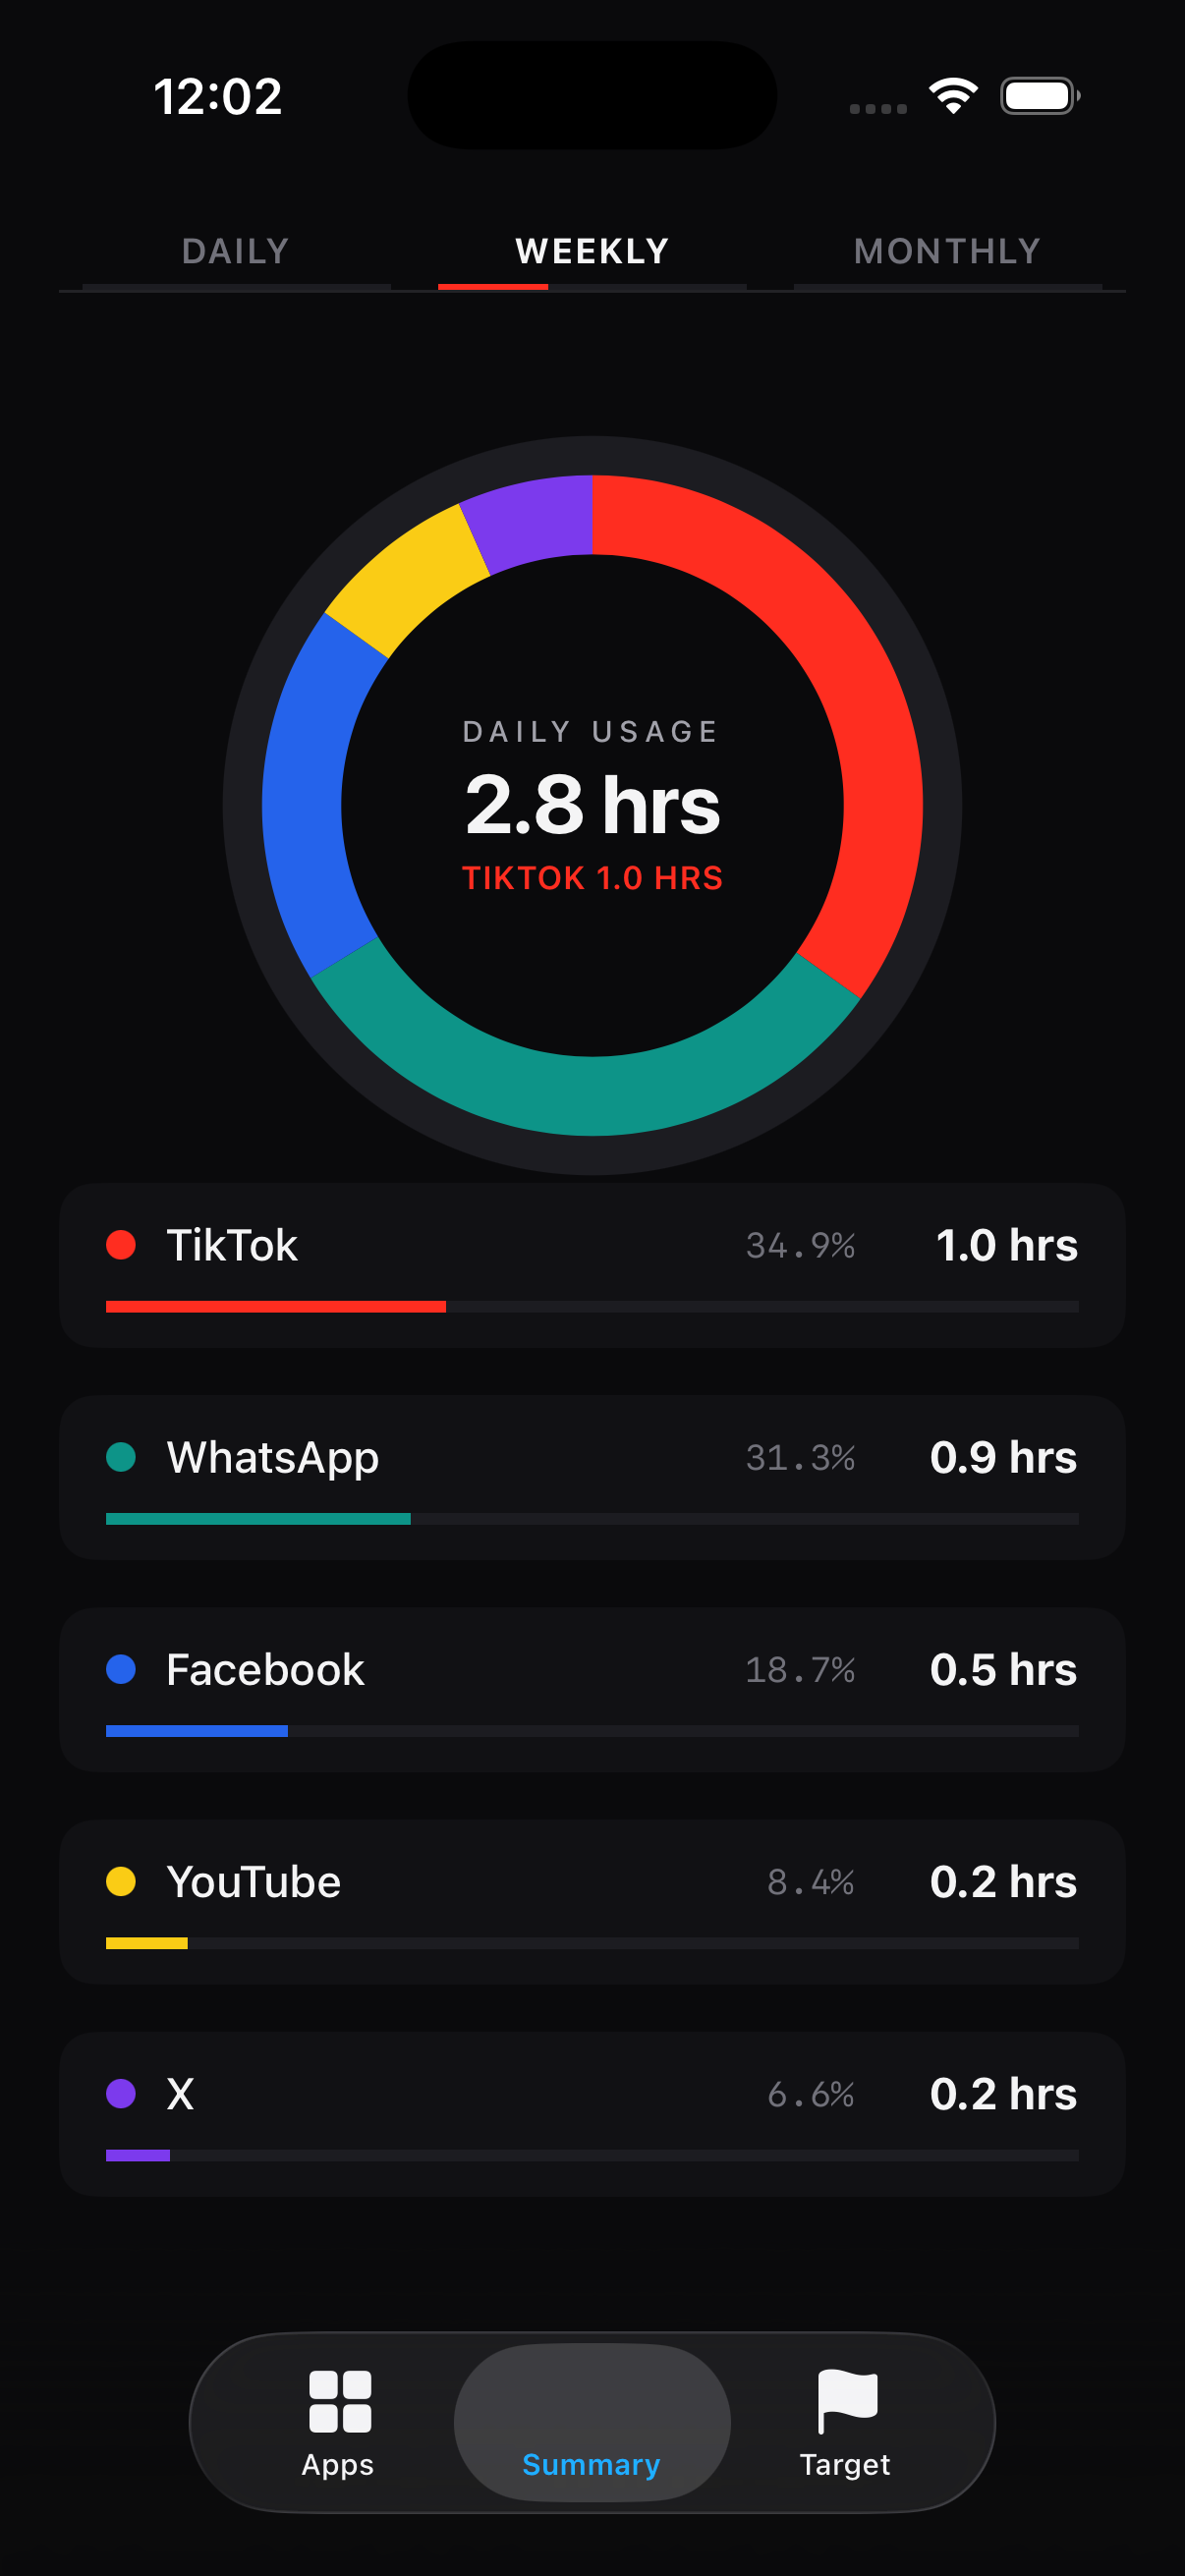 12:02
DAILY WEEKLY MONTHLY
DAILY USAGE
2.8 hrs
TIKTOK 1.0 HRS
TikTok 34.9% 1.0 hrs
WhatsApp 31.3% 0.9 hrs
Facebook 18.7% 0.5 hrs
YouTube 8.4% 0.2 hrs
X 6.6% 0.2 hrs
Apps Summary Target